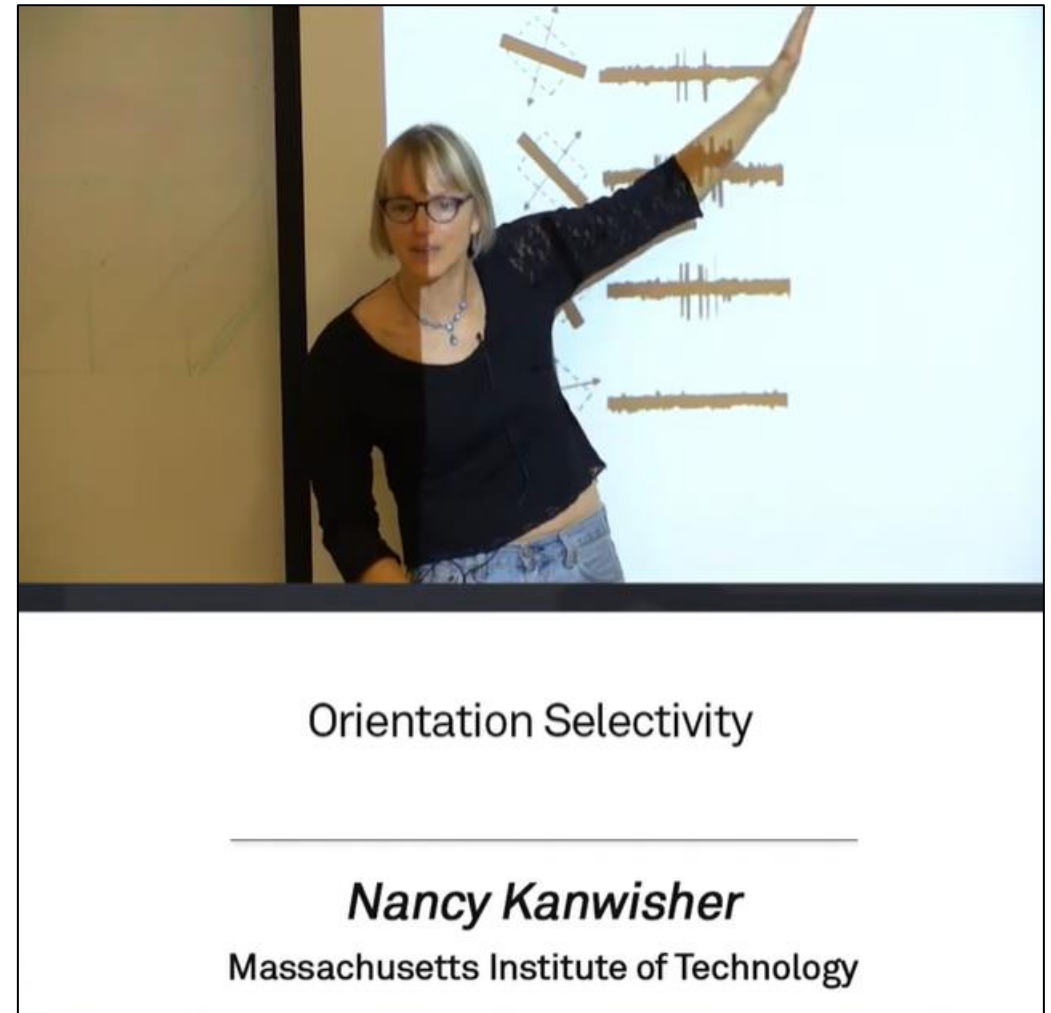 Orientation Selectivity
Nancy Kanwisher
Massachusetts Institute of Technology